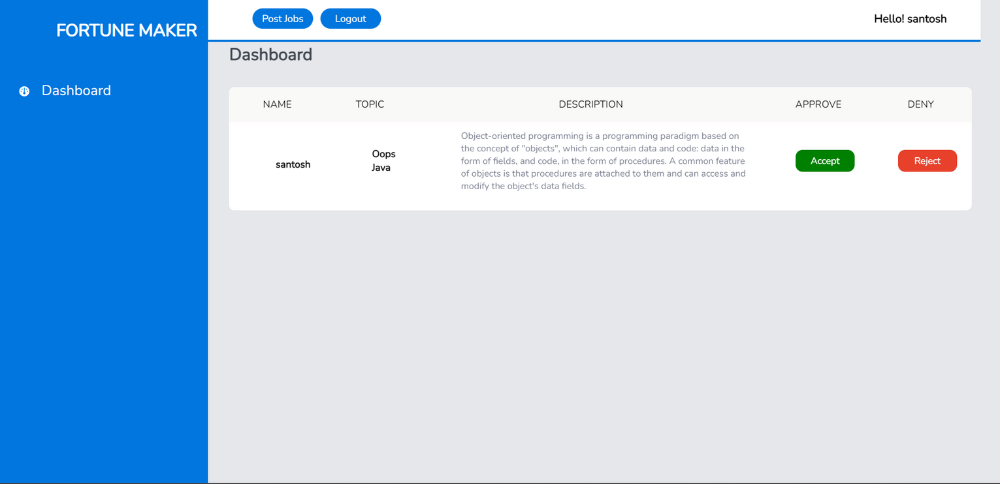 FORTUNE MAKER
Dashboard
Post Jobs
Logout
Hello! santosh
Dashboard
NAME
TOPIC
DESCRIPTION
APPROVE
DENY
santosh
Oops
Java
Object-oriented programming is a programming paradigm based on
the concept of "objects", which can contain data and code: data in the
form of fields, and code, in the form of procedures. A common feature
of objects is that procedures are attached to them and can access and
modify the object's data fields.
Accept
Reject